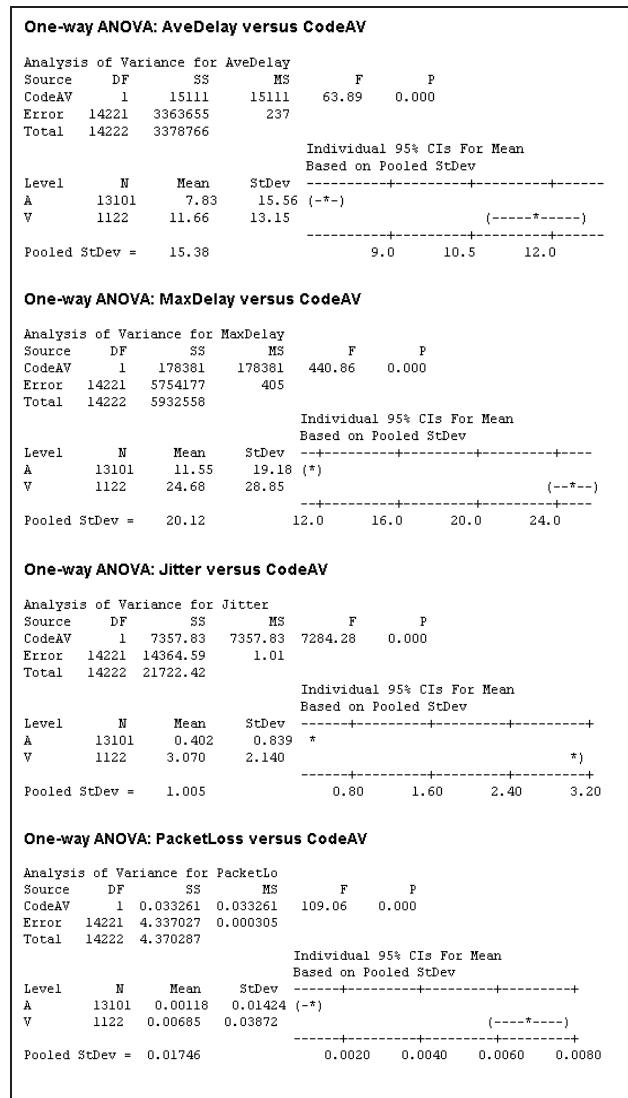 One-way ANOVA: AveDelay versus CodeAV
Analysis of Variance for AveDelay
Source DF SS MS F P
CodeAV 1 15111 15111 63.89 0.000
Error 14221 3363655 237
Total 14222 3378766
Individual 95% CIs For Mean
Based on Pooled StDev
Level N Mean StDev ----------+---------+---------+------
A 13101 7.83 15.56 (-*-)
V 1122 11.66 13.15 (-----*-----)
----------+---------+---------+------
Pooled StDev = 15.38 9.0 10.5 12.0
One-way ANOVA: MaxDelay versus CodeAV
Analysis of Variance for MaxDelay
Source DF SS MS F P
CodeAV 1 178381 178381 440.86 0.000
Error 14221 5754177 405
Total 14222 5932558
Individual 95% CIs For Mean
Based on Pooled StDev
Level N Mean StDev --+---------+---------+---------+----
A 13101 11.55 19.18 (*)
V 1122 24.68 28.85 (--*--)
--+---------+---------+---------+----
Pooled StDev = 20.12 12.0 16.0 20.0 24.0
One-way ANOVA: Jitter versus CodeAV
Analysis of Variance for Jitter
Source DF SS MS F P
CodeAV 1 7357.83 7357.83 7284.28 0.000
Error 14221 14364.59 1.01
Total 14222 21722.42
Individual 95% CIs For Mean
Based on Pooled StDev
Level N Mean StDev ------+---------+---------+---------+
A 13101 0.402 0.839 *
V 1122 3.070 2.140 *)
------+---------+---------+---------+
Pooled StDev = 1.005 0.80 1.60 2.40 3.20
One-way ANOVA: PacketLoss versus CodeAV
Analysis of Variance for PacketLo
Source DF SS MS F P
CodeAV 1 0.033261 0.033261 109.06 0.000
Error 14221 4.337027 0.000305
Total 14222 4.370287
Individual 95% CIs For Mean
Based on Pooled StDev
Level N Mean StDev ------+---------+---------+---------+
A 13101 0.00118 0.01424 (-*)
V 1122 0.00685 0.03872 (----*----)
------+---------+---------+---------+
Pooled StDev = 0.01746 0.0020 0.0040 0.0060 0.0080